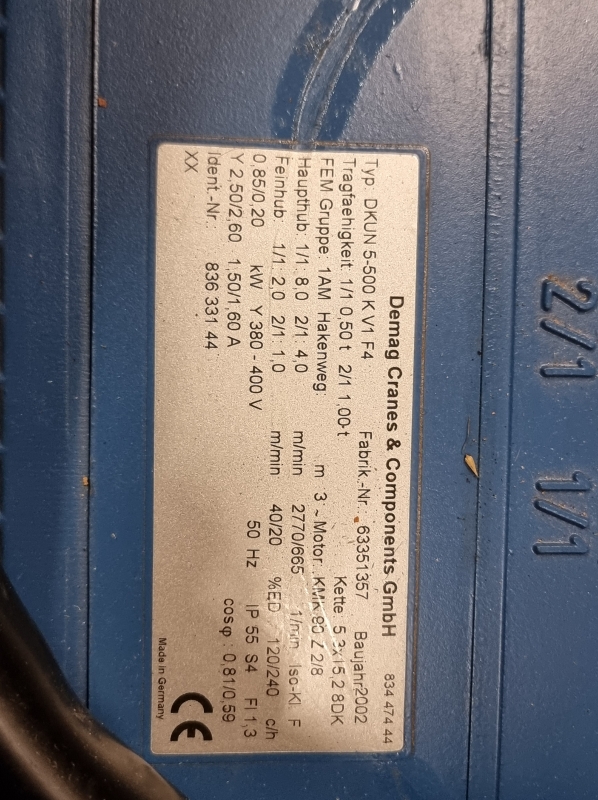 2/1 1/1
Demag Cranes & Components GmbH 834 474 44
Typ: DKUN 5-500 K V1 F4 Fabrik.-Nr.: 63351357 Baujahr2002
Tragfaehigkeit: 1/1 0,50 t 2/1 1,00 t Kette 5,3x15,2 8DK
FEM Gruppe: 1AM Hakenweg: m 3 ~ Motor: KMK 90 Z 2/8
Haupthub: 1/1: 8,0 2/1: 4,0 m/min 2770/665 1/min Iso-Kl. F
Feinhub: 1/1: 2,0 2/1: 1,0 m/min 40/20 %ED 120/240 c/h
0,85/0,20 kW Y 380 - 400 V 50 Hz IP 55 S4 FI 1,3
Y 2,50/2,60 1,50/1,60 A cosφ : 0,81/0,59
Ident.-Nr.: 836 331 44
XX
CE
Made in Germany